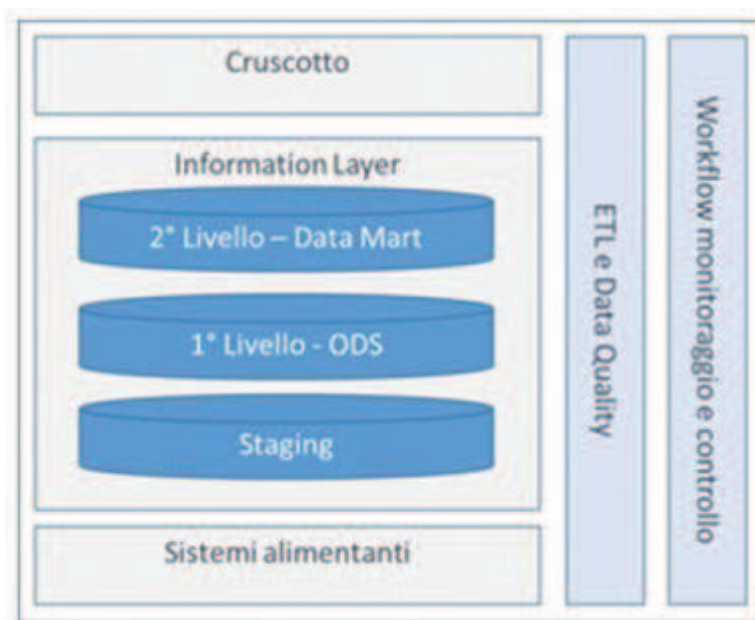 Cruscotto
Information Layer
2° Livello – Data Mart
1° Livello - ODS
Staging
Sistemi alimentanti
ETL e Data Quality
Workflow monitoraggio e controllo